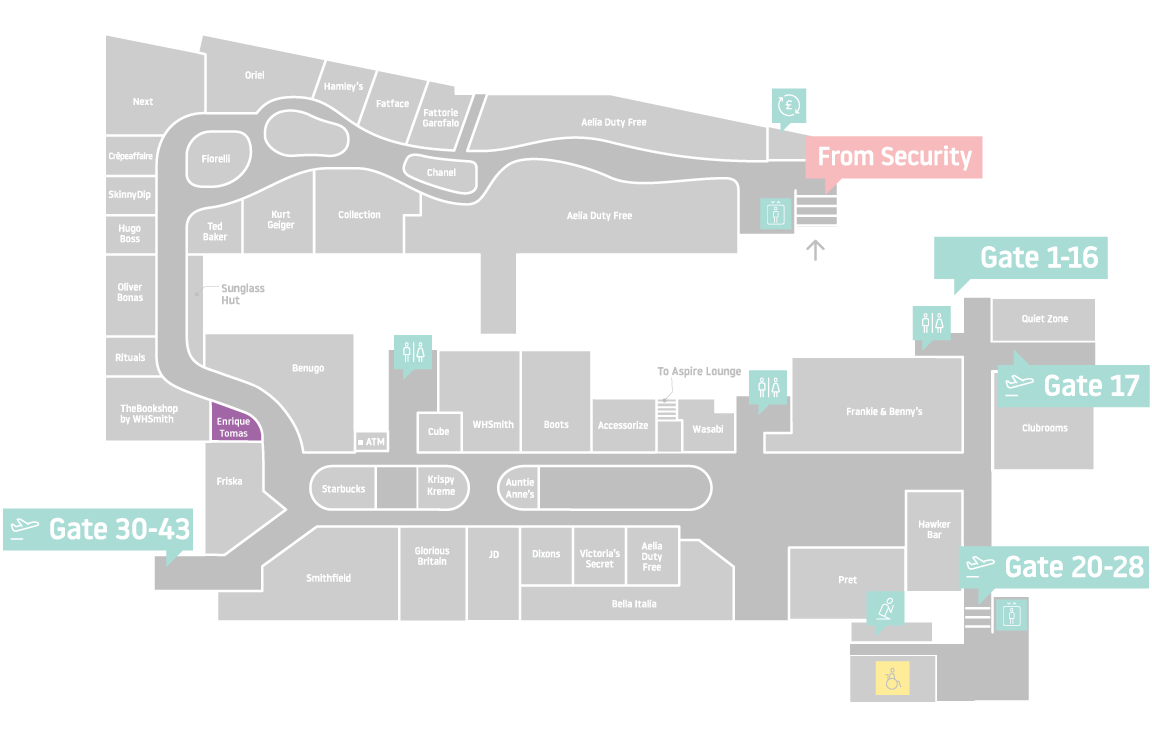 Oriel
Next
Hamley's
Fatface
Fattorie
Garofalo
Aelia Duty Free
£
From Security
Crêpeaffaire
Fiorelli
Chanel
SkinnyDip
Hugo
Boss
Ted
Baker
Kurt
Geiger
Collection
Aelia Duty Free
Gate 1-16
Oliver
Bonas
Sunglass
Hut
Quiet Zone
Rituals
Benugo
To Aspire Lounge
Gate 17
TheBookshop
by WHSmith
Enrique
Tomas
ATM
Cube
WHSmith
Boots
Accessorize
Wasabi
Frankie & Benny's
Clubrooms
Friska
Starbucks
Krispy
Kreme
Auntie
Anne's
Gate 30-43
Hawker
Bar
Glorious
Britain
JD
Dixons
Victoria's
Secret
Aelia
Duty
Free
Smithfield
Pret
Gate 20-28
Bella Italia